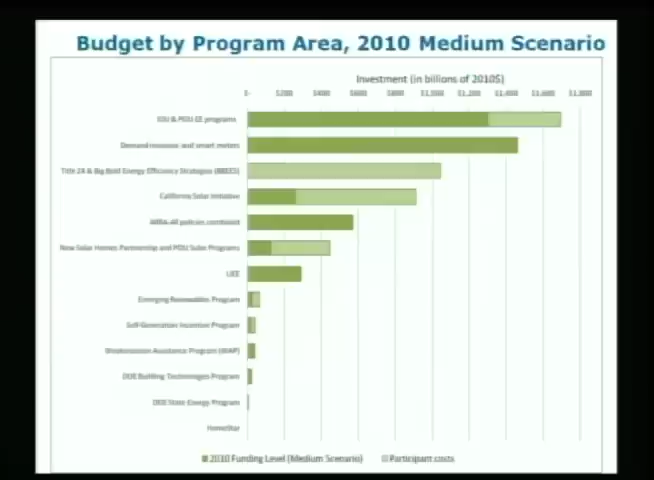 Budget by Program Area, 2010 Medium Scenario
Investment (in billions of 2010$)
$- $200 $400 $600 $800 $1,000 $1,200 $1,400 $1,600 $1,800
IOU & POU EE programs
Demand response and smart meters
Title 24 & Big Bold Energy Efficiency Strategies (BBEES)
California Solar Initiative
ARRA-all policies combined
New Solar Homes Partnership and POU Solar Programs
LIEE
Emerging Renewables Program
Self-Generation Incentive Program
Weatherization Assistance Program (WAP)
DOE Building Technologies Program
DOE State Energy Program
HomeStar
2010 Funding Level (Medium Scenario) Participant costs